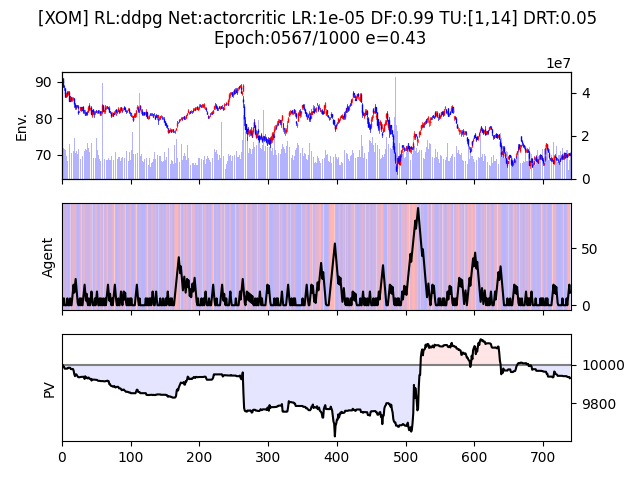 [XOM] RL:ddpg Net:actorcritic LR:1e-05 DF:0.99 TU:[1,14] DRT:0.05
Epoch:0567/1000 e=0.43
1e7
90
80
70
Env.
4
2
0
Agent
50
0
PV
10000
9800
0 100 200 300 400 500 600 700